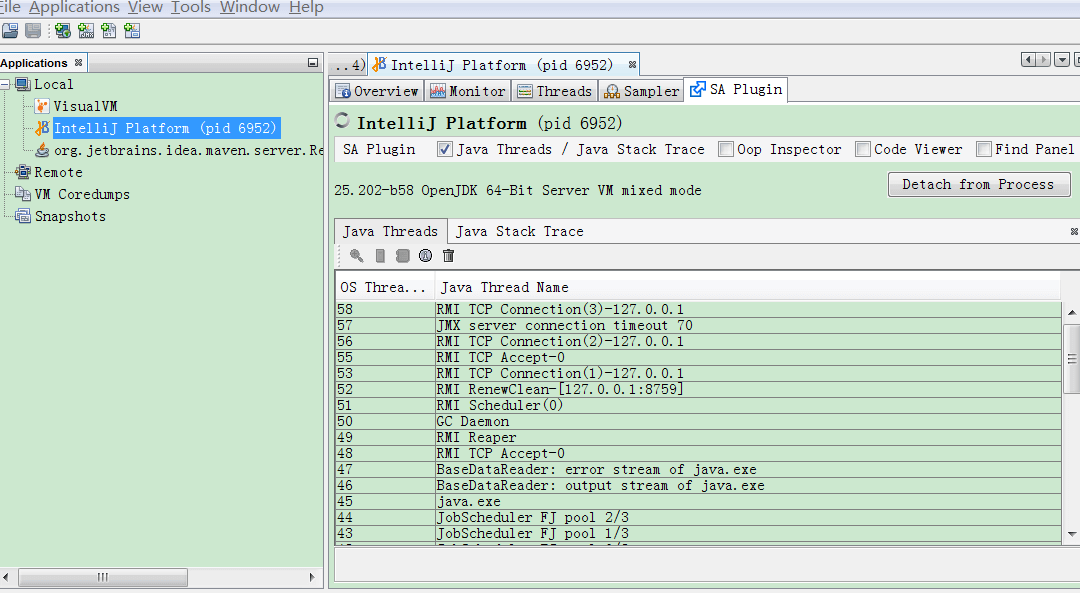 File Applications View Tools Window Help
Applications
Local
VisualVM
IntelliJ Platform (pid 6952)
org.jetbrains.idea.maven.server.Re
Remote
VM Coredumps
Snapshots
..4) IntelliJ Platform (pid 6952)
Overview Monitor Threads Sampler SA Plugin
IntelliJ Platform (pid 6952)
SA Plugin Java Threads / Java Stack Trace Oop Inspector Code Viewer Find Panel
25.202-b58 OpenJDK 64-Bit Server VM mixed mode
Detach from Process
Java Threads Java Stack Trace
OS Threa... Java Thread Name
58 RMI TCP Connection(3)-127.0.0.1
57 JMX server connection timeout 70
56 RMI TCP Connection(2)-127.0.0.1
55 RMI TCP Accept-0
53 RMI TCP Connection(1)-127.0.0.1
52 RMI RenewClean-[127.0.0.1:8759]
51 RMI Scheduler(0)
50 GC Daemon
49 RMI Reaper
48 RMI TCP Accept-0
47 BaseDataReader: error stream of java.exe
46 BaseDataReader: output stream of java.exe
45 java.exe
44 JobScheduler FJ pool 2/3
43 JobScheduler FJ pool 1/3